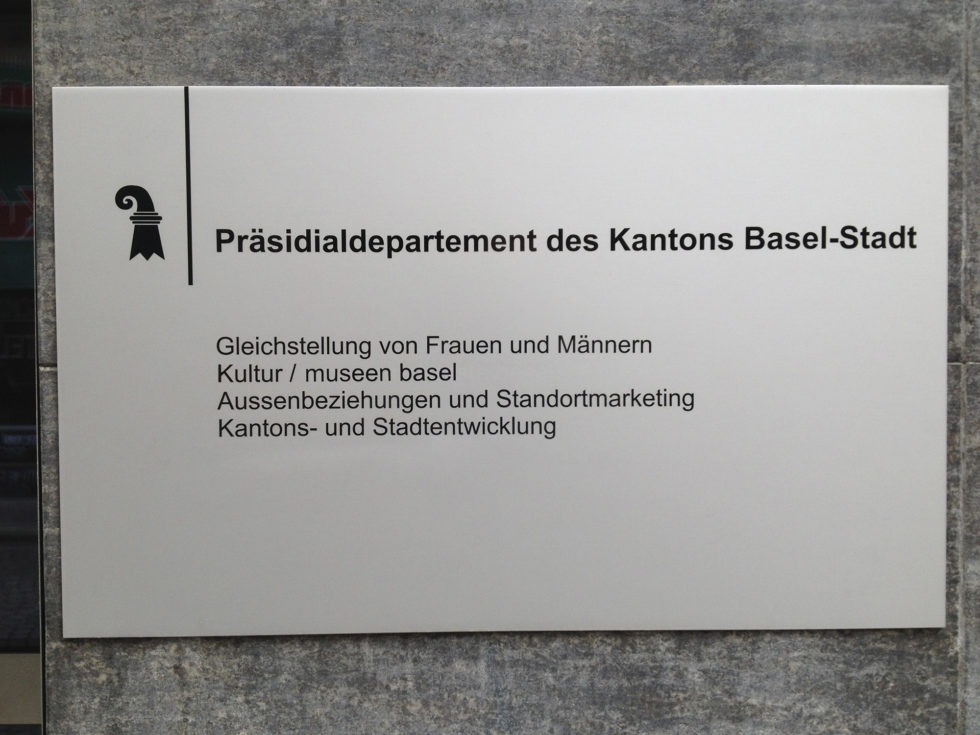 Präsidialdepartement des Kantons Basel-Stadt
Gleichstellung von Frauen und Männern
Kultur / museen basel
Aussenbeziehungen und Standortmarketing
Kantons- und Stadtentwicklung